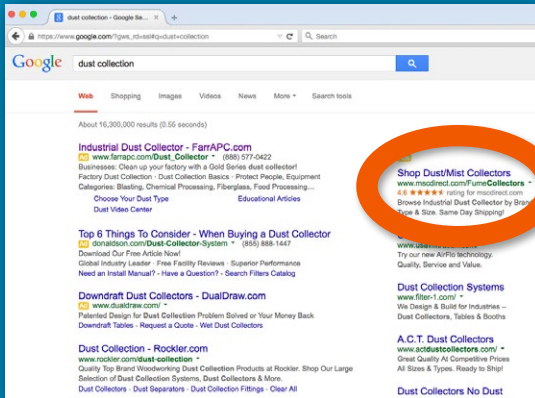 dust collection - Google Se...
https://www.google.com/?gws_rd=ssl#q=dust+collection
Search
Google
dust collection
Web Shopping Images Videos News More Search tools
About 16,300,000 results (0.55 seconds)
Industrial Dust Collector - FarrAPC.com
Ad www.farrapc.com/Dust_Collector (888) 577-0422
Businesses: Clean up your factory with a Gold Series dust collector!
Factory Dust Collection · Dust Collection Basics · Protect People, Equipment
Categories: Blasting, Chemical Processing, Fiberglass, Food Processing...
Choose Your Dust Type Educational Articles
Dust Video Center
Top 6 Things To Consider - When Buying a Dust Collector
Ad donaldson.com/Dust-Collector-System (855) 888-1447
Download Our Free Article Now!
Global Industry Leader · Free Facility Reviews · Superior Performance
Need an Install Manual? - Have a Question? - Search Filters Catalog
Downdraft Dust Collectors - DualDraw.com
Ad www.dualdraw.com/
Patented Design for Dust Collection Problem Solved or Your Money Back
Downdraft Tables - Request a Quote - Wet Dust Collectors
Dust Collection - Rockler.com
www.rockler.com/dust-collection
Quality Top Brand Woodworking Dust Collection Products at Rockler. Shop Our Large
Selection of Dust Collection Systems, Dust Collectors & More.
Dust Collectors - Dust Separators - Dust Collection Fittings - Clear All
Shop Dust/Mist Collectors
www.mscdirect.com/FumeCollectors
4.6 ★★★★★ rating for mscdirect.com
Browse Industrial Dust Collector by Brand
Type & Size. Same Day Shipping!
Try our new AirFlo technology.
Quality, Service and Value.
Dust Collection Systems
www.filter-1.com/
We Design & Build for Industries –
Dust Collectors, Tables & Booths
A.C.T. Dust Collectors
www.actdustcollectors.com/
Great Quality At Competitive Prices
All Sizes & Types. Ready to Ship!
Dust Collectors No Dust